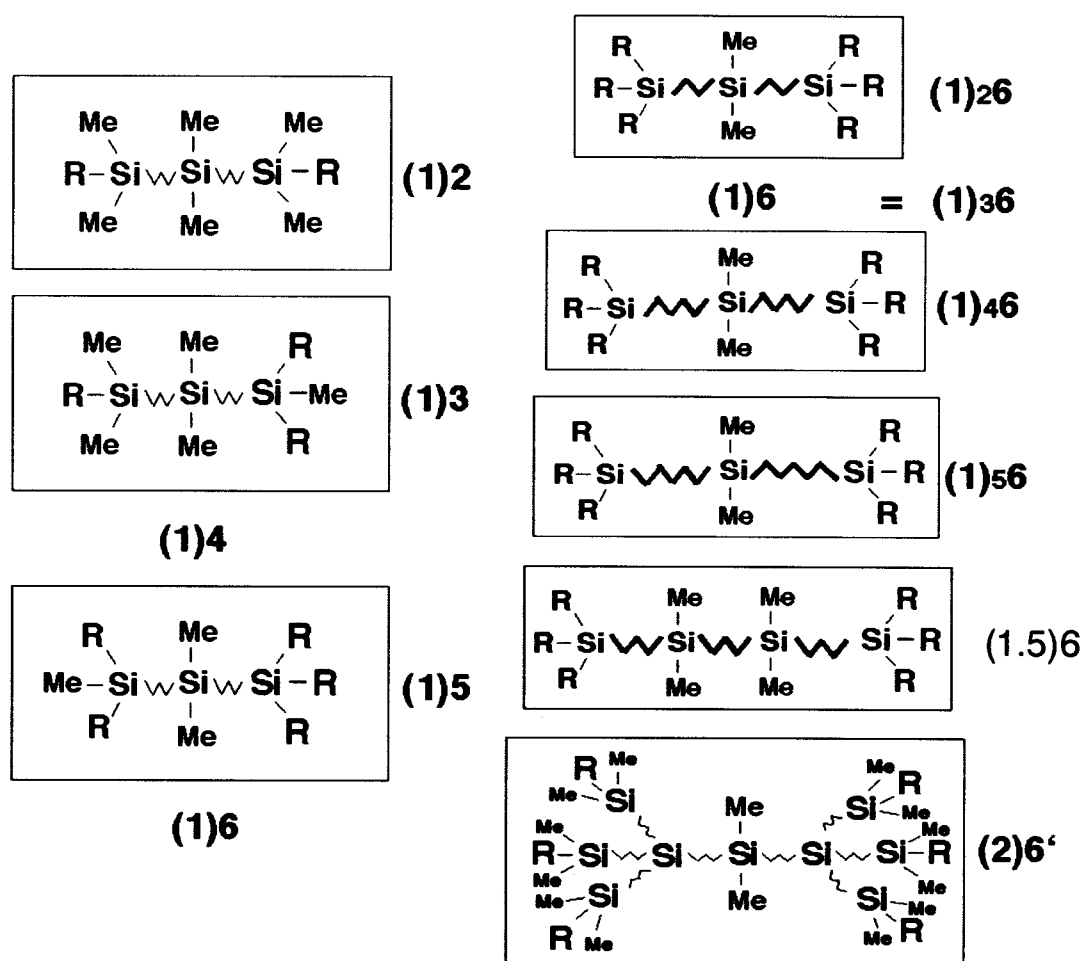 Me Me Me
R–Si Si Si–R (1)2
Me Me Me
Me Me R
R–Si Si Si–Me (1)3
Me Me R
(1)4
R Me R
Me–Si Si Si–R (1)5
R Me R
(1)6
R Me R
R–Si Si Si–R (1)26
R Me R
(1)6 = (1)36
R Me R
R–Si Si Si–R (1)46
R Me R
R Me R
R–Si Si Si–R (1)56
R Me R
R Me Me R
R–Si Si Si Si–R (1.5)6
R Me Me R
R Me Me R
Me Si Me Si Me
Me Me
R Si Si Si Si Si R (2)6‘
Me Me
Me Si Me Si Me Me
R Me Me R